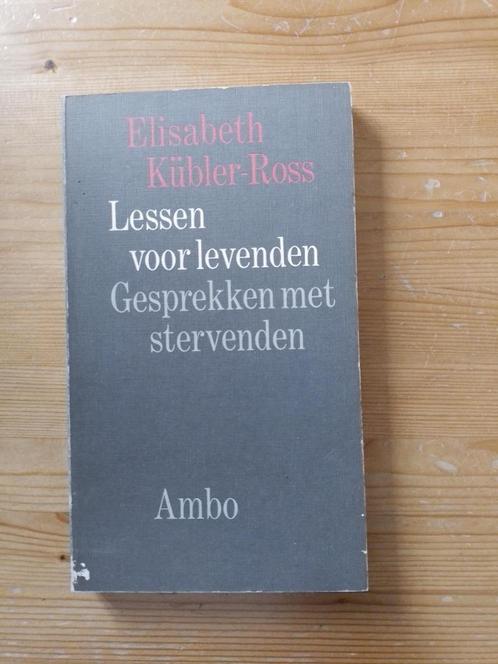 Elisabeth
Kübler-Ross
Lessen
voor levenden
Gesprekken met
stervenden
Ambo